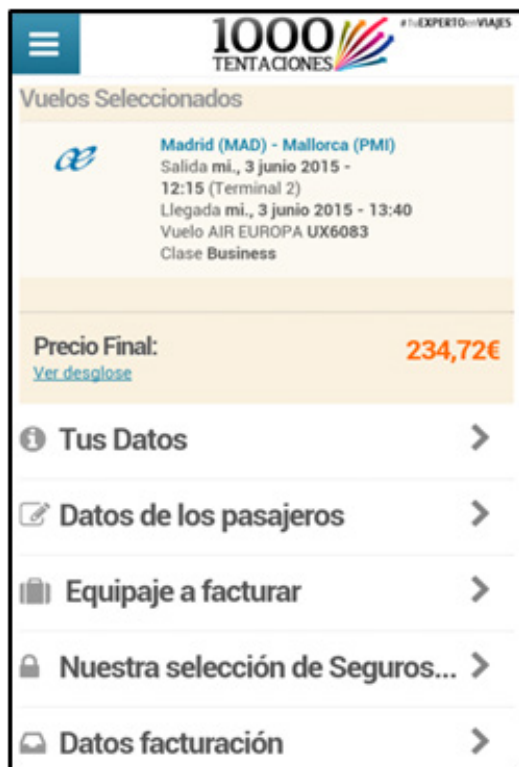 1000
TENTACIONES
#tuEXPERTOenVIAJES
Vuelos Seleccionados
Madrid (MAD) - Mallorca (PMI)
Salida mi., 3 junio 2015 -
12:15 (Terminal 2)
Llegada mi., 3 junio 2015 - 13:40
Vuelo AIR EUROPA UX6083
Clase Business
Precio Final:
234,72€
Ver desglose
Tus Datos
Datos de los pasajeros
Equipaje a facturar
Nuestra selección de Seguros...
Datos facturación